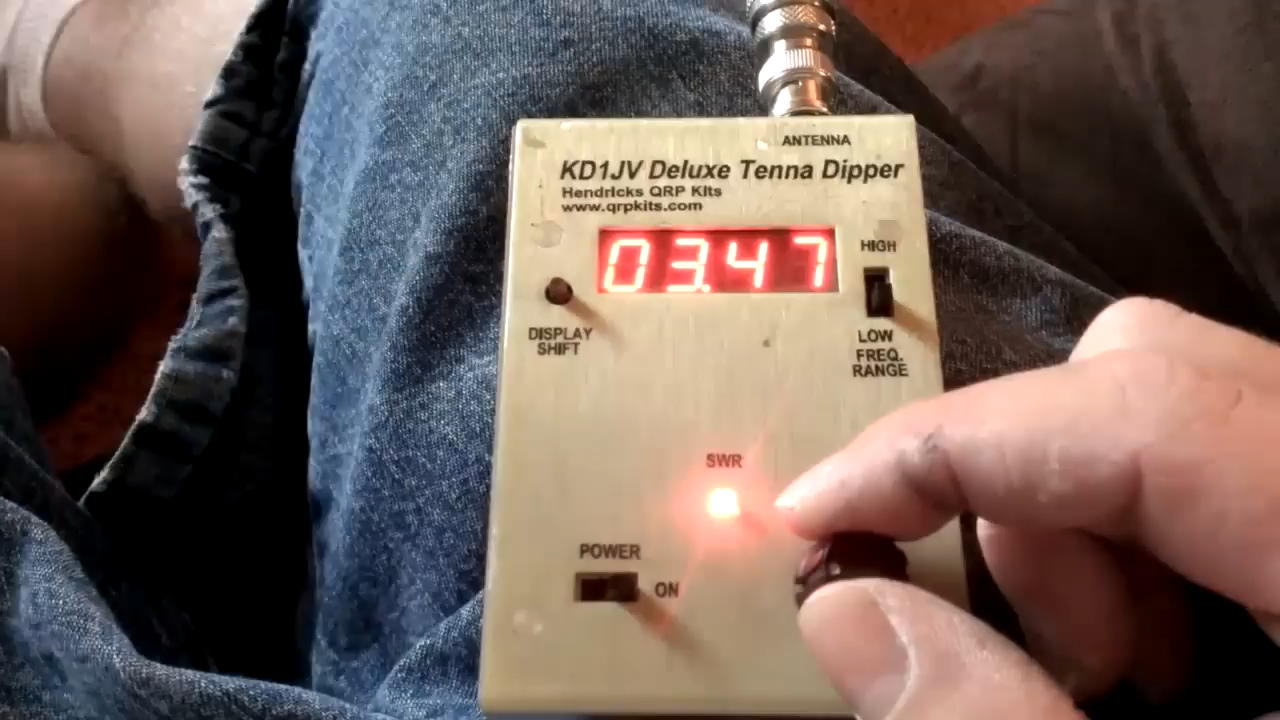 ANTENNA
KD1JV Deluxe Tenna Dipper
Hendricks QRP Kits
www.qrpkits.com
03.47
HIGH
DISPLAY
SHIFT
LOW
FREQ.
RANGE
SWR
POWER
ON